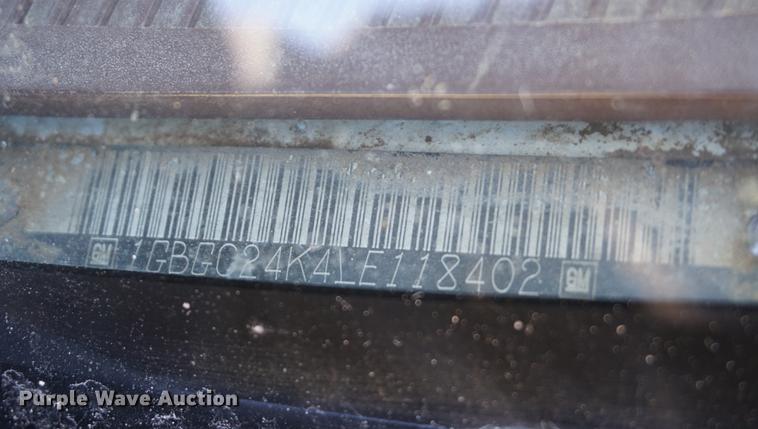 GM 1GBGC24K4LE118402 GM
Purple Wave Auction